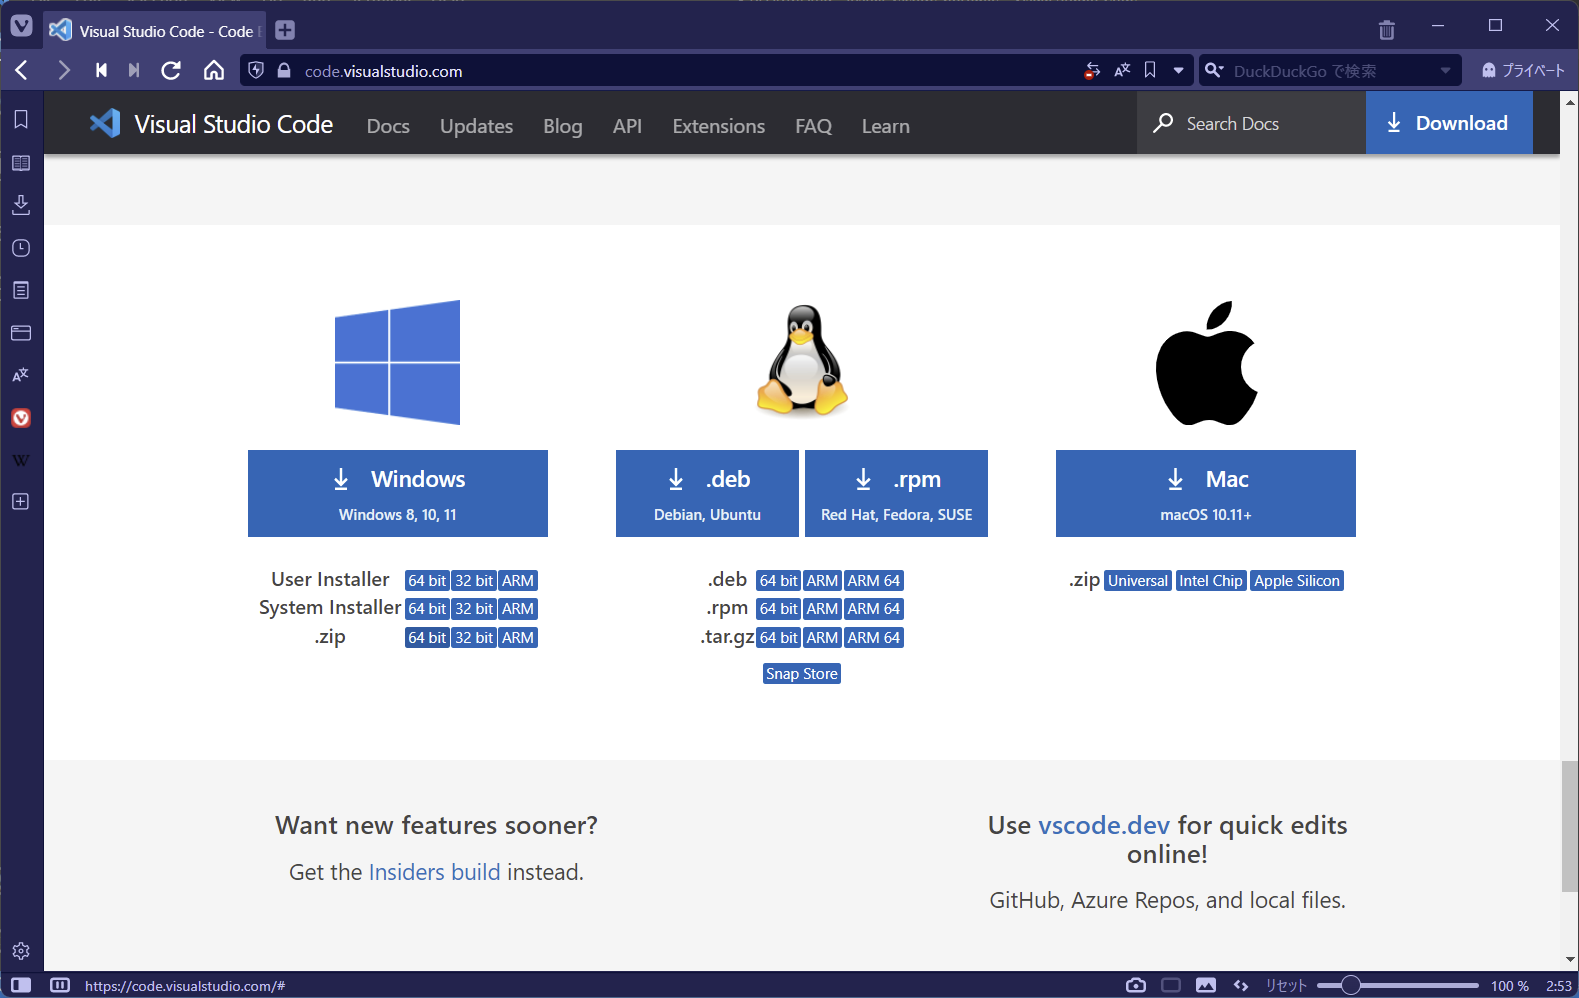 Visual Studio Code - Code
code.visualstudio.com
DuckDuckGo で検索
プライベート
Visual Studio Code
Docs
Updates
Blog
API
Extensions
FAQ
Learn
Search Docs
Download
Windows
Windows 8, 10, 11
.deb
Debian, Ubuntu
.rpm
Red Hat, Fedora, SUSE
Mac
macOS 10.11+
User Installer 64 bit 32 bit ARM
System Installer 64 bit 32 bit ARM
.zip 64 bit 32 bit ARM
.deb 64 bit ARM ARM 64
.rpm 64 bit ARM ARM 64
.tar.gz 64 bit ARM ARM 64
Snap Store
.zip Universal Intel Chip Apple Silicon
Want new features sooner?
Get the Insiders build instead.
Use vscode.dev for quick edits
online!
GitHub, Azure Repos, and local files.
W
https://code.visualstudio.com/#
リセット
100 %
2:53